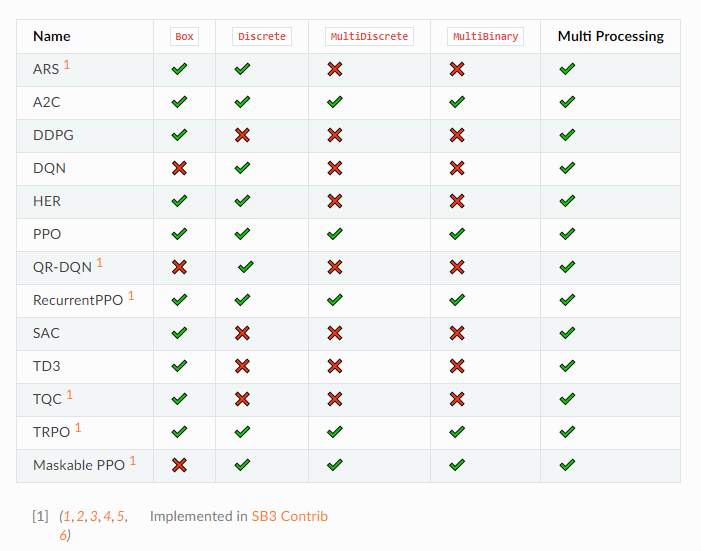 Name Box Discrete MultiDiscrete MultiBinary Multi Processing
ARS 1 ✔ ✔ ❌ ❌ ✔
A2C ✔ ✔ ✔ ✔ ✔
DDPG ✔ ❌ ❌ ❌ ✔
DQN ❌ ✔ ❌ ❌ ✔
HER ✔ ✔ ❌ ❌ ✔
PPO ✔ ✔ ✔ ✔ ✔
QR-DQN 1 ❌ ✔ ❌ ❌ ✔
RecurrentPPO 1 ✔ ✔ ✔ ✔ ✔
SAC ✔ ❌ ❌ ❌ ✔
TD3 ✔ ❌ ❌ ❌ ✔
TQC 1 ✔ ❌ ❌ ❌ ✔
TRPO 1 ✔ ✔ ✔ ✔ ✔
Maskable PPO 1 ❌ ✔ ✔ ✔ ✔
[1] (1, 2, 3, 4, 5, Implemented in SB3 Contrib
6)